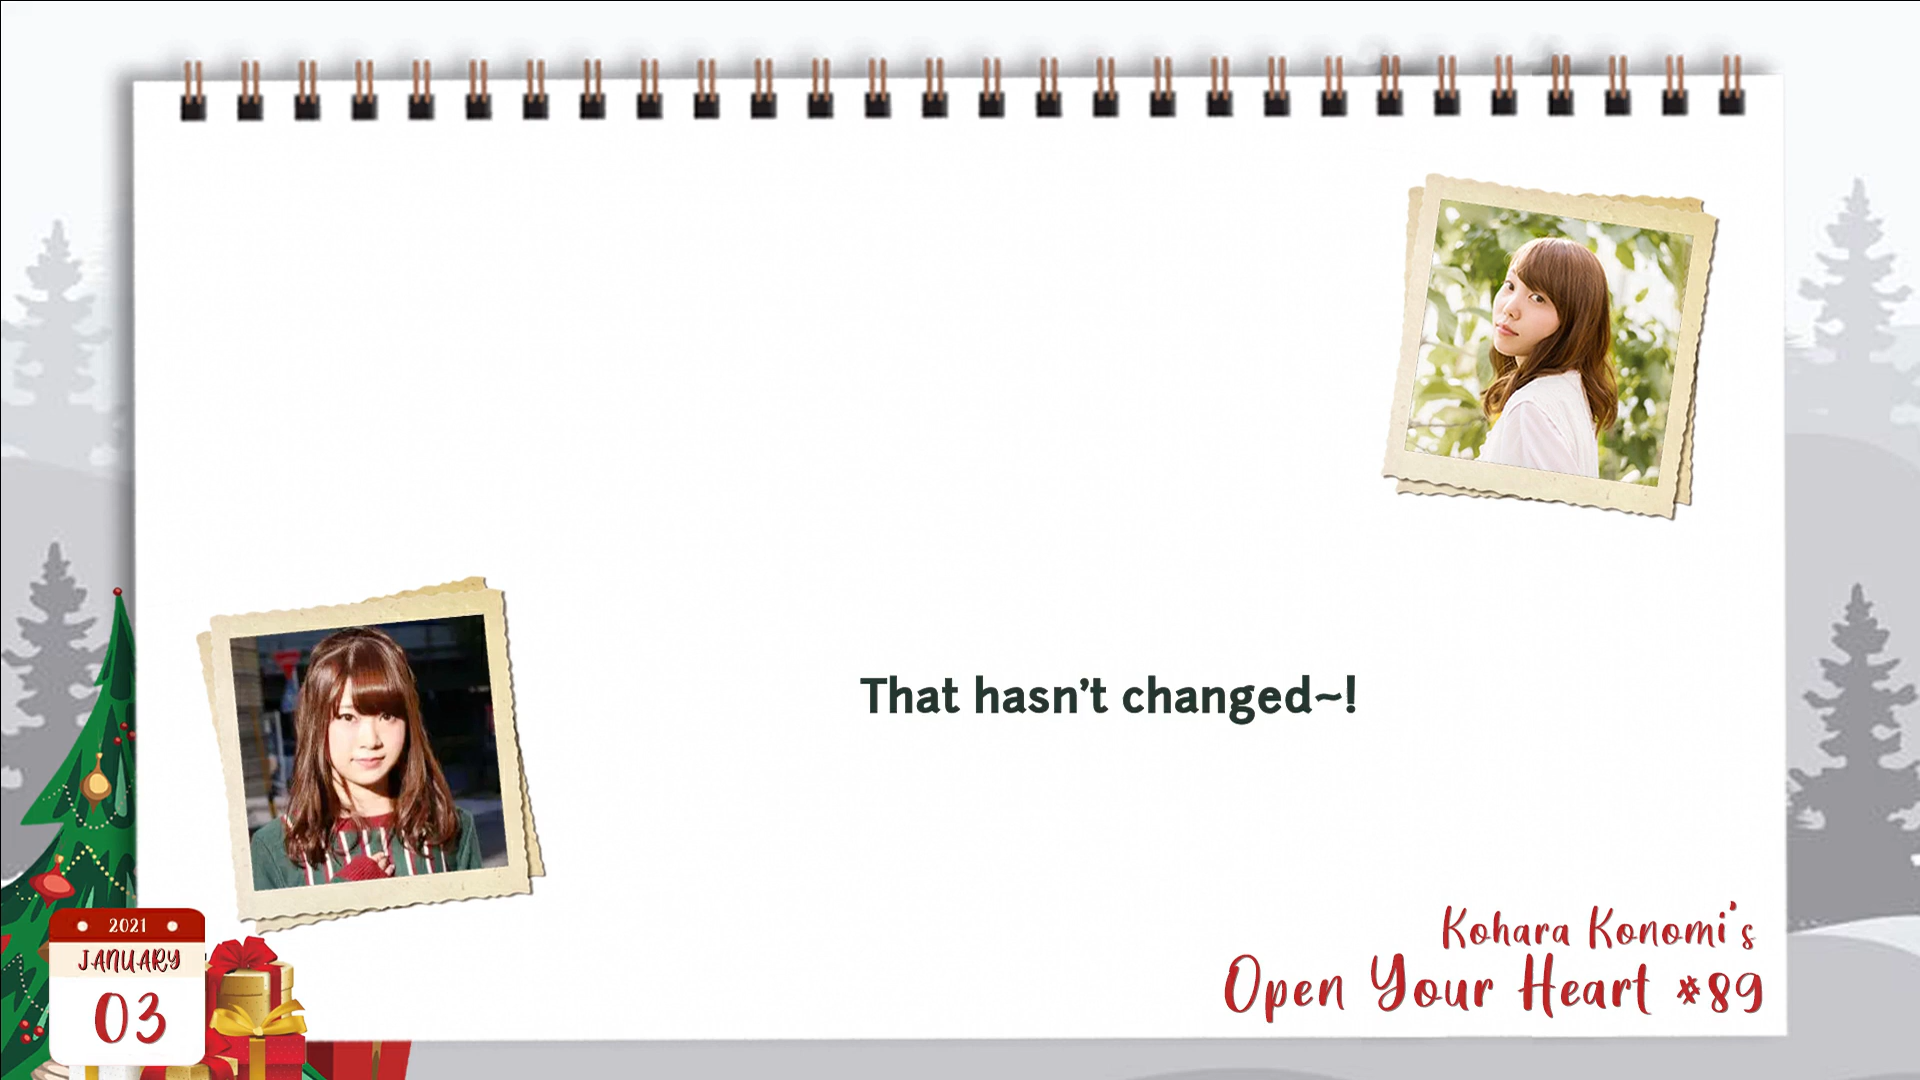 That hasn't changed~!
2021
JANUARY
03
Kohara Konomi's
Open Your Heart #89